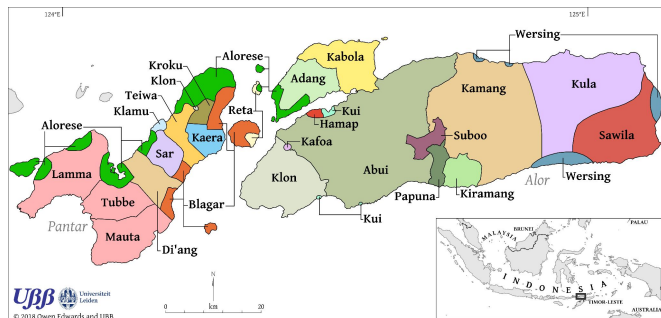 124°E
125°E
Wersing
Alorese
Kabola
Kroku
Klon
Adang
Kamang
Kula
Teiwa
Reta
Klamu
Kui
Hamap
Alorese
Kaera
Suboo
Sawila
Sar
Kafoa
Lamma
Abui
Klon
Wersing
Tubbe
Blagar
Papuna
Kiramang
Alor
Pantar
Kui
Mauta
Di'ang
PALAU
BRUNEI
MALAYSIA
N
INDONESIA
UBB
Universiteit
Leiden
km
TIMOR-LESTE
0
20
AUSTRALIA
© 2018 Owen Edwards and UBB